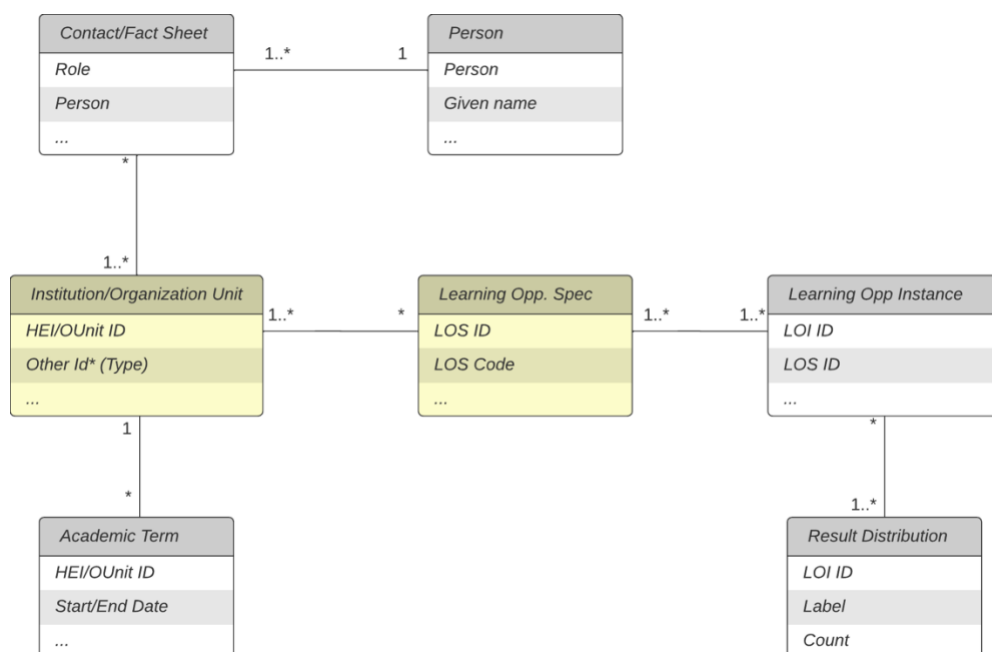 Contact/Fact Sheet
Role
Person
...
1..*
1
Person
Person
Given name
...
*
1..*
Institution/Organization Unit
HEI/OUnit ID
Other Id* (Type)
...
1..*
*
Learning Opp. Spec
LOS ID
LOS Code
...
1..*
1..*
Learning Opp Instance
LOI ID
LOS ID
...
1
*
Academic Term
HEI/OUnit ID
Start/End Date
...
*
1..*
Result Distribution
LOI ID
Label
Count